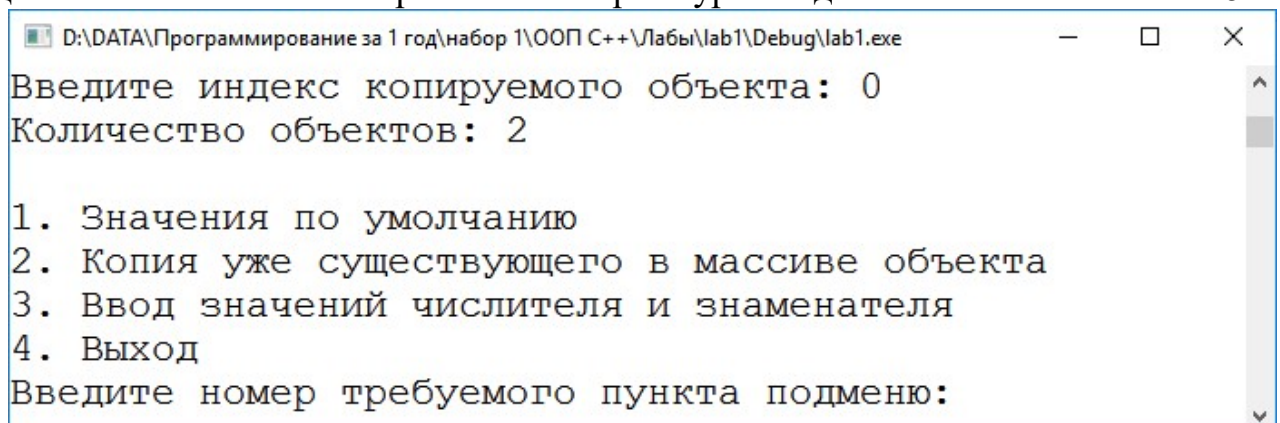 D:\DATA\Программирование за 1 год\набор 1\ООП С++\Лабы\lab1\Debug\lab1.exe
Введите индекс копируемого объекта: 0
Количество объектов: 2
1. Значения по умолчанию
2. Копия уже существующего в массиве объекта
3. Ввод значений числителя и знаменателя
4. Выход
Введите номер требуемого пункта подменю: